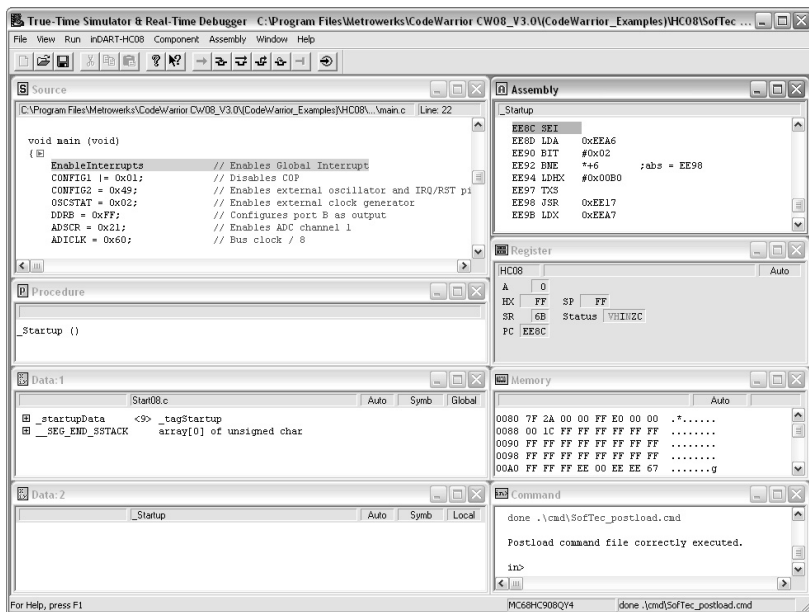 True-Time Simulator & Real-Time Debugger C:\Program Files\Metrowerks\CodeWarrior CW08_V3.0\(CodeWarrior_Examples)\HC08\SofTec ...
File View Run inDART-HC08 Component Assembly Window Help
S Source
C:\Program Files\Metrowerks\CodeWarrior CW08_V3.0\(CodeWarrior_Examples)\HC08\...\main.c Line: 22
void main (void)
{
EnableInterrupts // Enables Global Interrupt
CONFIG1 |= 0x01; // Disables COP
CONFIG2 = 0x49; // Enables external oscillator and IRQ/RST pi
OSCSTAT = 0x02; // Enables external clock generator
DDRB = 0xFF; // Configures port B as output
ADSCR = 0x21; // Enables ADC channel 1
ADICLK = 0x60; // Bus clock / 8
A Assembly
_Startup
EE8C SEI
EE8D LDA 0xEEA6
EE90 BIT #0x02
EE92 BNE *+6 ;abs = EE98
EE94 LDHX #0x00B0
EE97 TXS
EE98 JSR 0xEE17
EE9B LDX 0xEEA7
Register
HC08 Auto
A 0
HX FF SP FF
SR 6B Status VHINZC
PC EE8C
P Procedure
_Startup ()
Data:1
Start08.c Auto Symb Global
_startupData <9> _tagStartup
__SEG_END_SSTACK array[0] of unsigned char
Memory
Auto
0080 7F 2A 00 00 FF E0 00 00 .*......
0088 00 1C FF FF FF FF FF FF ........
0090 FF FF FF FF FF FF FF FF ........
0098 FF FF FF FF FF FF FF FF ........
00A0 FF FF FF EE 00 EE EE 67 .......g
Data:2
_Startup Auto Symb Local
Command
done .\cmd\SofTec_postload.cmd
Postload command file correctly executed.
in>
For Help, press F1 MC68HC908QY4 done .\cmd\SofTec_postload.cmd